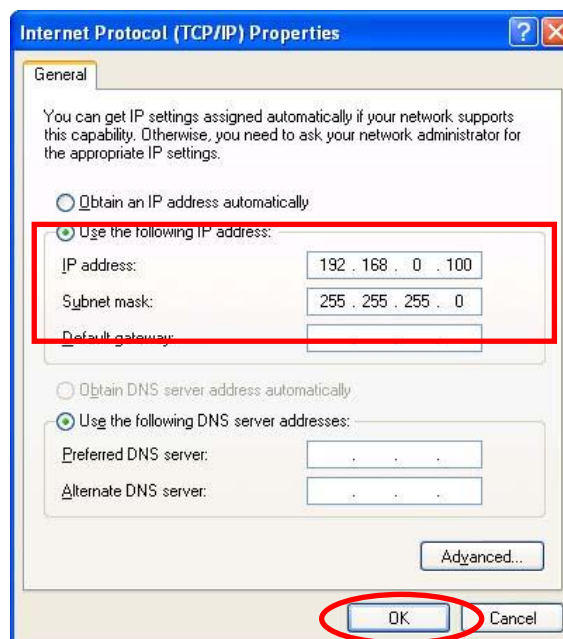 Internet Protocol (TCP/IP) Properties
General
You can get IP settings assigned automatically if your network supports
this capability. Otherwise, you need to ask your network administrator for
the appropriate IP settings.
Obtain an IP address automatically
Use the following IP address:
IP address: 192 . 168 . 0 . 100
Subnet mask: 255 . 255 . 255 . 0
Default gateway:
Obtain DNS server address automatically
Use the following DNS server addresses:
Preferred DNS server: . . .
Alternate DNS server: . . .
Advanced...
OK Cancel